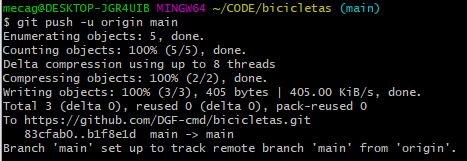 mecag@DESKTOP-JGR4UIB MINGW64 ~/CODE/bicicletas (main)
$ git push -u origin main
Enumerating objects: 5, done.
Counting objects: 100% (5/5), done.
Delta compression using up to 8 threads
Compressing objects: 100% (2/2), done.
Writing objects: 100% (3/3), 405 bytes | 405.00 KiB/s, done.
Total 3 (delta 0), reused 0 (delta 0), pack-reused 0
To https://github.com/DGF-cmd/bicicletas.git
   83cfab0..b1f8e1d  main -> main
Branch 'main' set up to track remote branch 'main' from 'origin'.